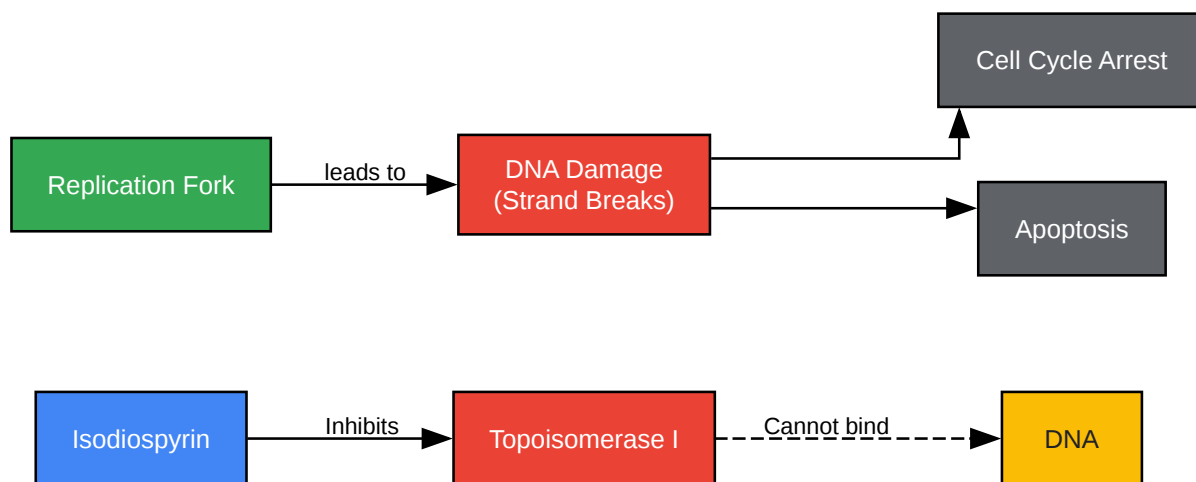 Cell Cycle Arrest
Replication Fork
leads to
DNA Damage
(Strand Breaks)
Apoptosis
Isodiospyrin
Inhibits
Topoisomerase I
Cannot bind
DNA